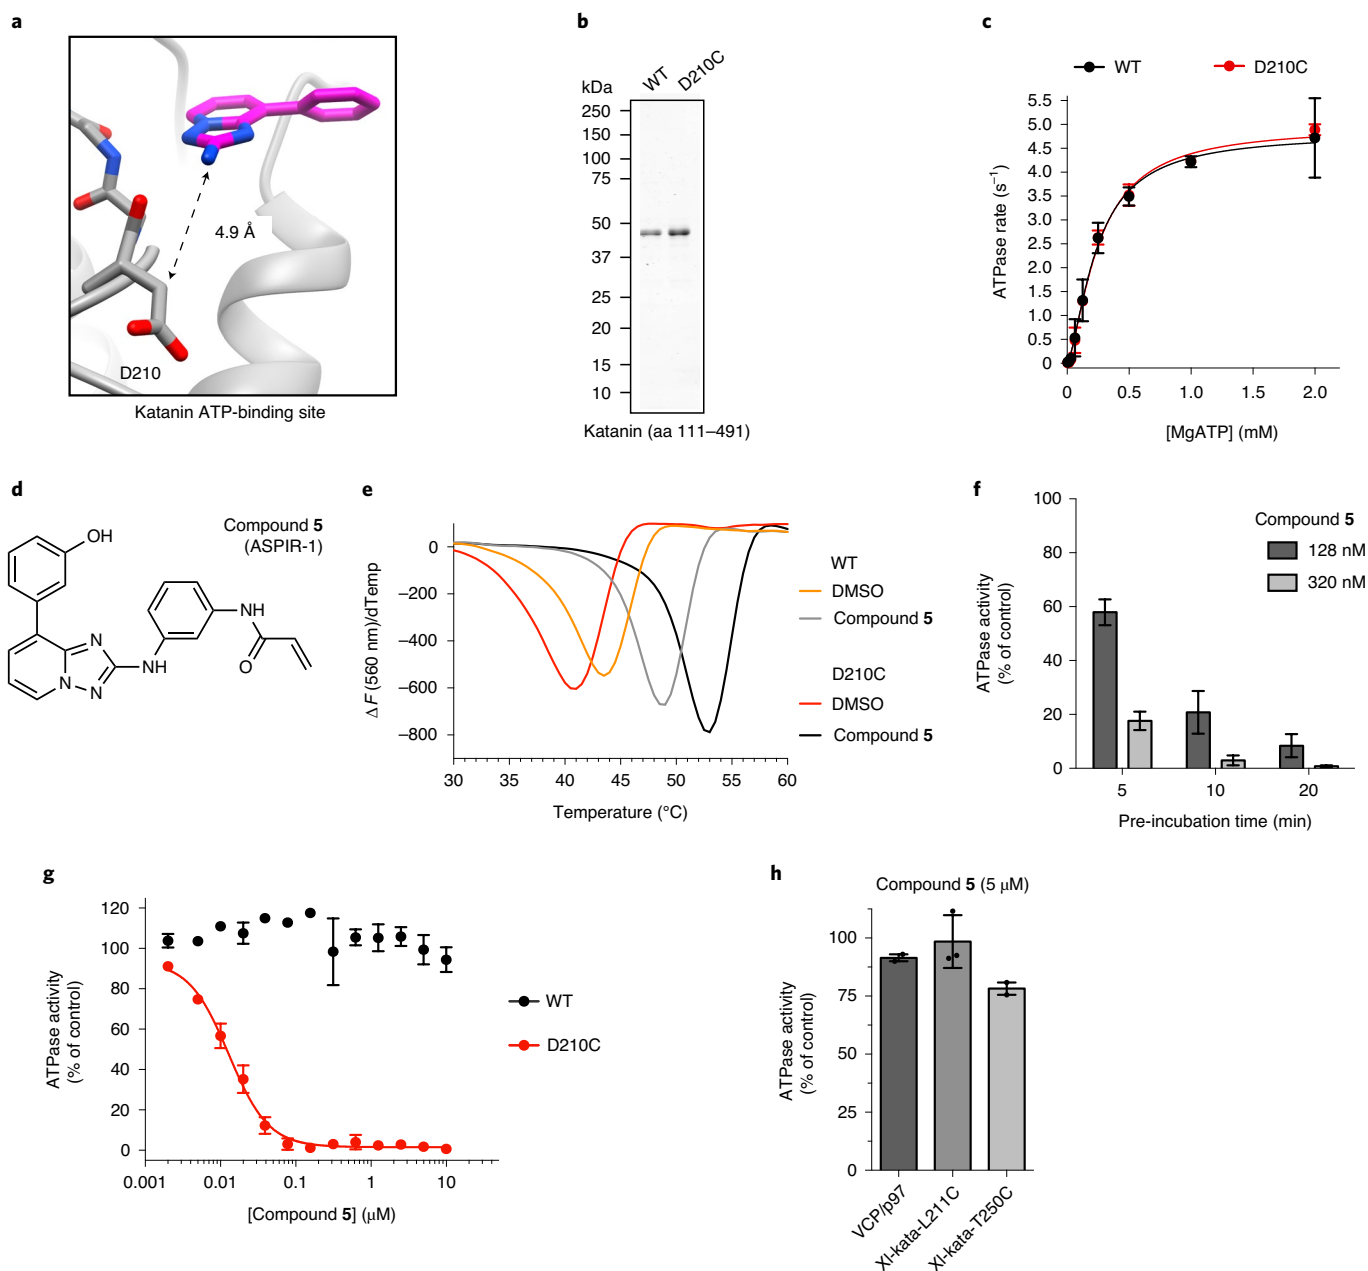 a
4.9 Å
D210
Katanin ATP-binding site
b
WT
D210C
kDa
250
150
100
75
50
37
25
20
15
10
Katanin (aa 111–491)
c
WT
D210C
ATPase rate (s⁻¹)
5.5
5.0
4.5
4.0
3.5
3.0
2.5
2.0
1.5
1.0
0.5
0
0 0.5 1.0 1.5 2.0
[MgATP] (mM)
d
Compound 5
(ASPIR-1)
OH
NH
O
N
NH
N
N
e
ΔF (560 nm)/dTemp
0
−200
−400
−600
−800
30 35 40 45 50 55 60
Temperature (°C)
WT
DMSO
Compound 5
D210C
DMSO
Compound 5
f
ATPase activity
(% of control)
100
80
60
40
20
0
5 10 20
Pre-incubation time (min)
Compound 5
128 nM
320 nM
g
ATPase activity
(% of control)
120
100
80
60
40
20
0
0.001 0.01 0.1 1 10
[Compound 5] (μM)
WT
D210C
h
Compound 5 (5 μM)
ATPase activity
(% of control)
100
75
50
25
0
VCP/p97
Xl-kata-L211C
Xl-kata-T250C